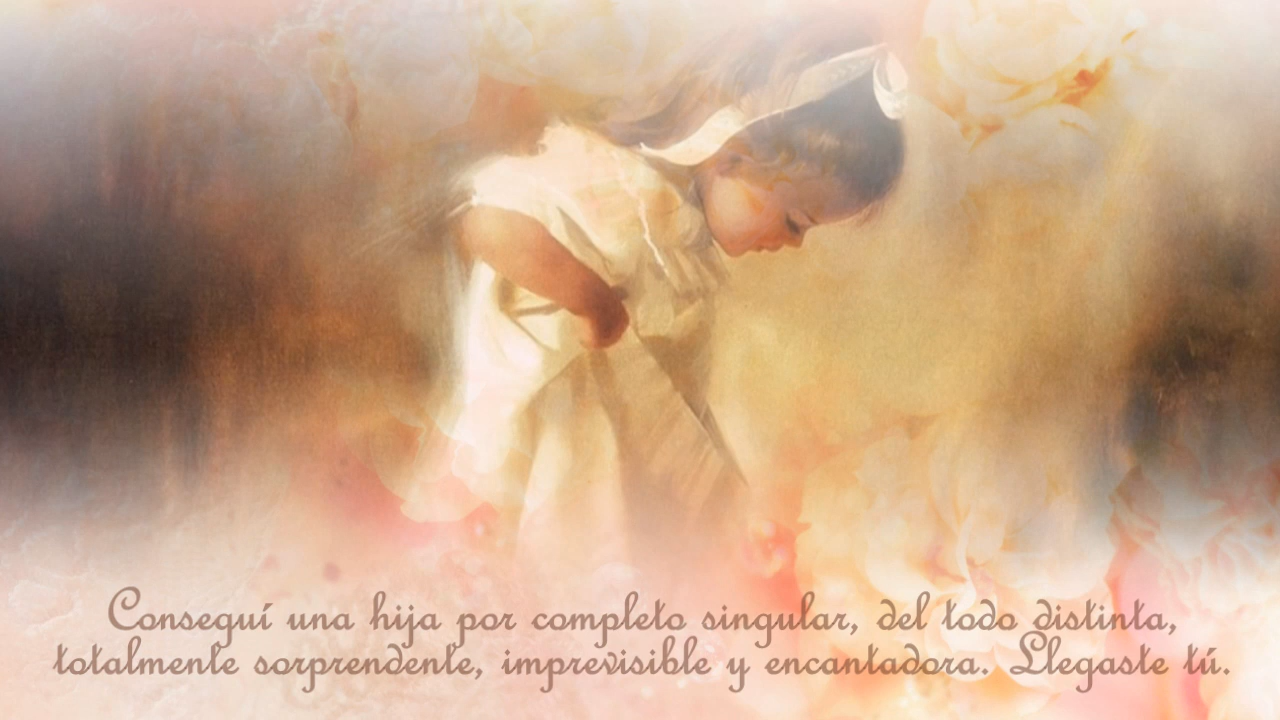 Conseguí una hija por completo singular, del todo distinta,
totalmente sorprendente, imprevisible y encantadora. Llegaste tú.